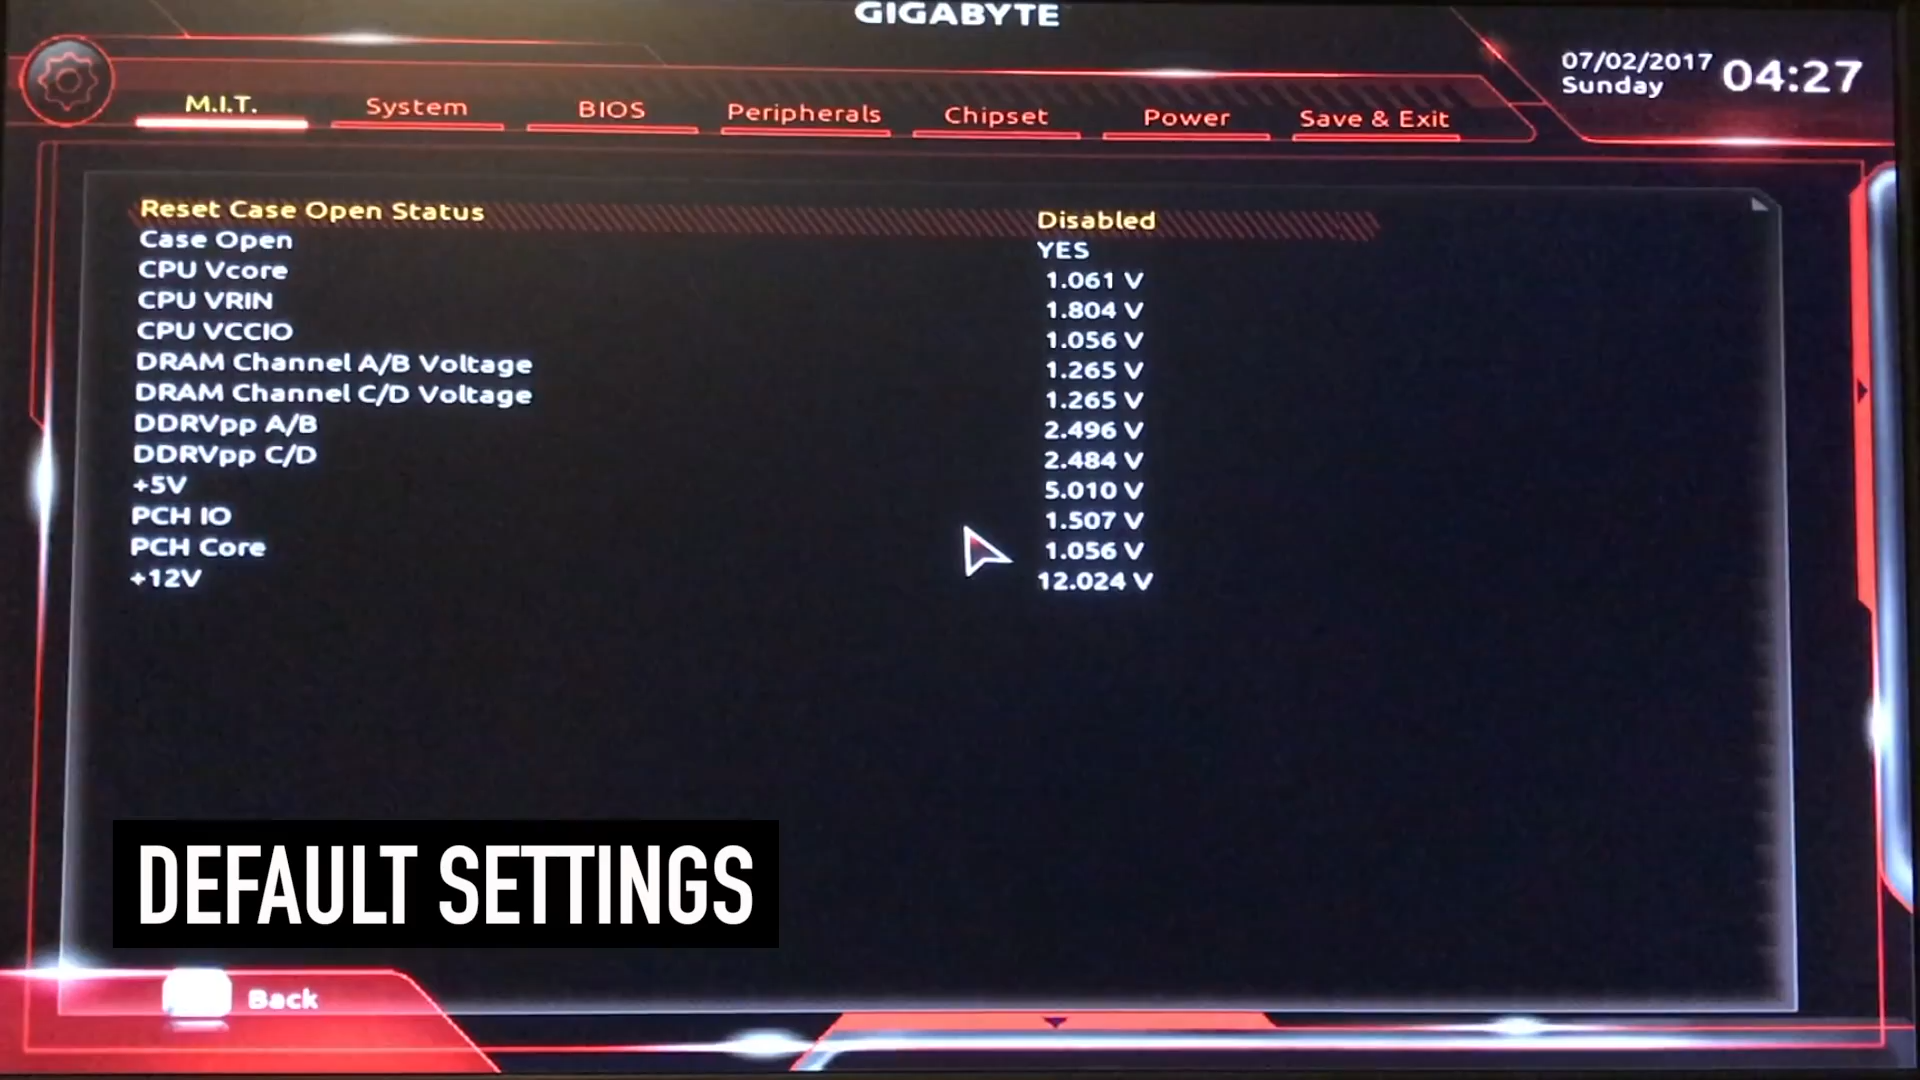 GIGABYTE
07/02/2017
Sunday
04:27
M.I.T. System BIOS Peripherals Chipset Power Save & Exit
Reset Case Open Status Disabled
Case Open YES
CPU Vcore 1.061 V
CPU VRIN 1.804 V
CPU VCCIO 1.056 V
DRAM Channel A/B Voltage 1.265 V
DRAM Channel C/D Voltage 1.265 V
DDRVpp A/B 2.496 V
DDRVpp C/D 2.484 V
+5V 5.010 V
PCH IO 1.507 V
PCH Core 1.056 V
+12V 12.024 V
DEFAULT SETTINGS
Back